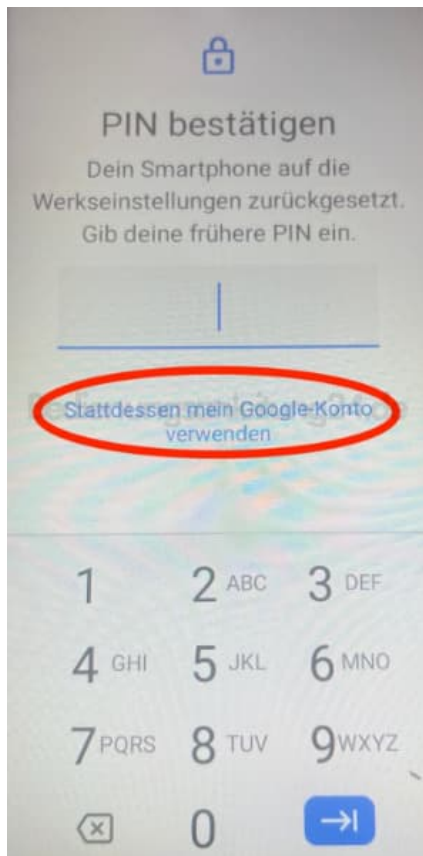 PIN bestätigen
Dein Smartphone auf die
Werkseinstellungen zurückgesetzt.
Gib deine frühere PIN ein.
Stattdessen mein Google-Konto
verwenden
1 2 ABC 3 DEF
4 GHI 5 JKL 6 MNO
7 PQRS 8 TUV 9 WXYZ
0